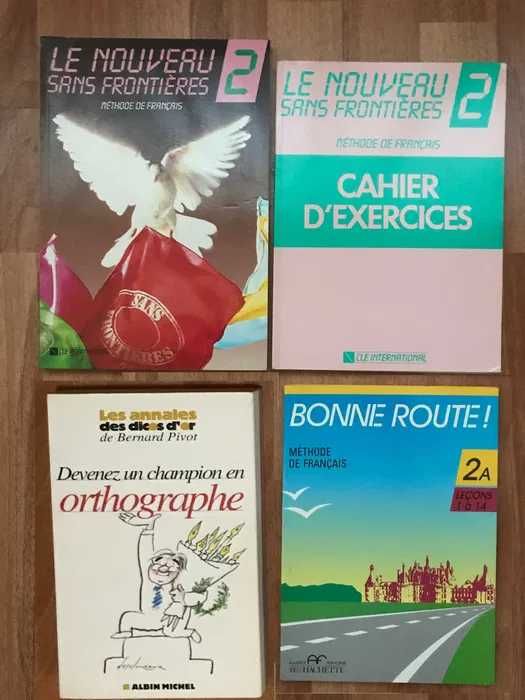 LE NOUVEAU
SANS FRONTIÈRES 2
MÉTHODE DE FRANÇAIS
SANS
FRONTIÈRES
CLE INTERNATIONAL
LE NOUVEAU
SANS FRONTIÈRES 2
MÉTHODE DE FRANÇAIS
CAHIER
D'EXERCICES
CLE INTERNATIONAL
Les annales
des dicos d'or
de Bernard Pivot
Devenez un champion en
orthographe
ALBIN MICHEL
BONNE ROUTE !
MÉTHODE
DE FRANÇAIS
2A
LEÇONS
1 à 14
HACHETTE